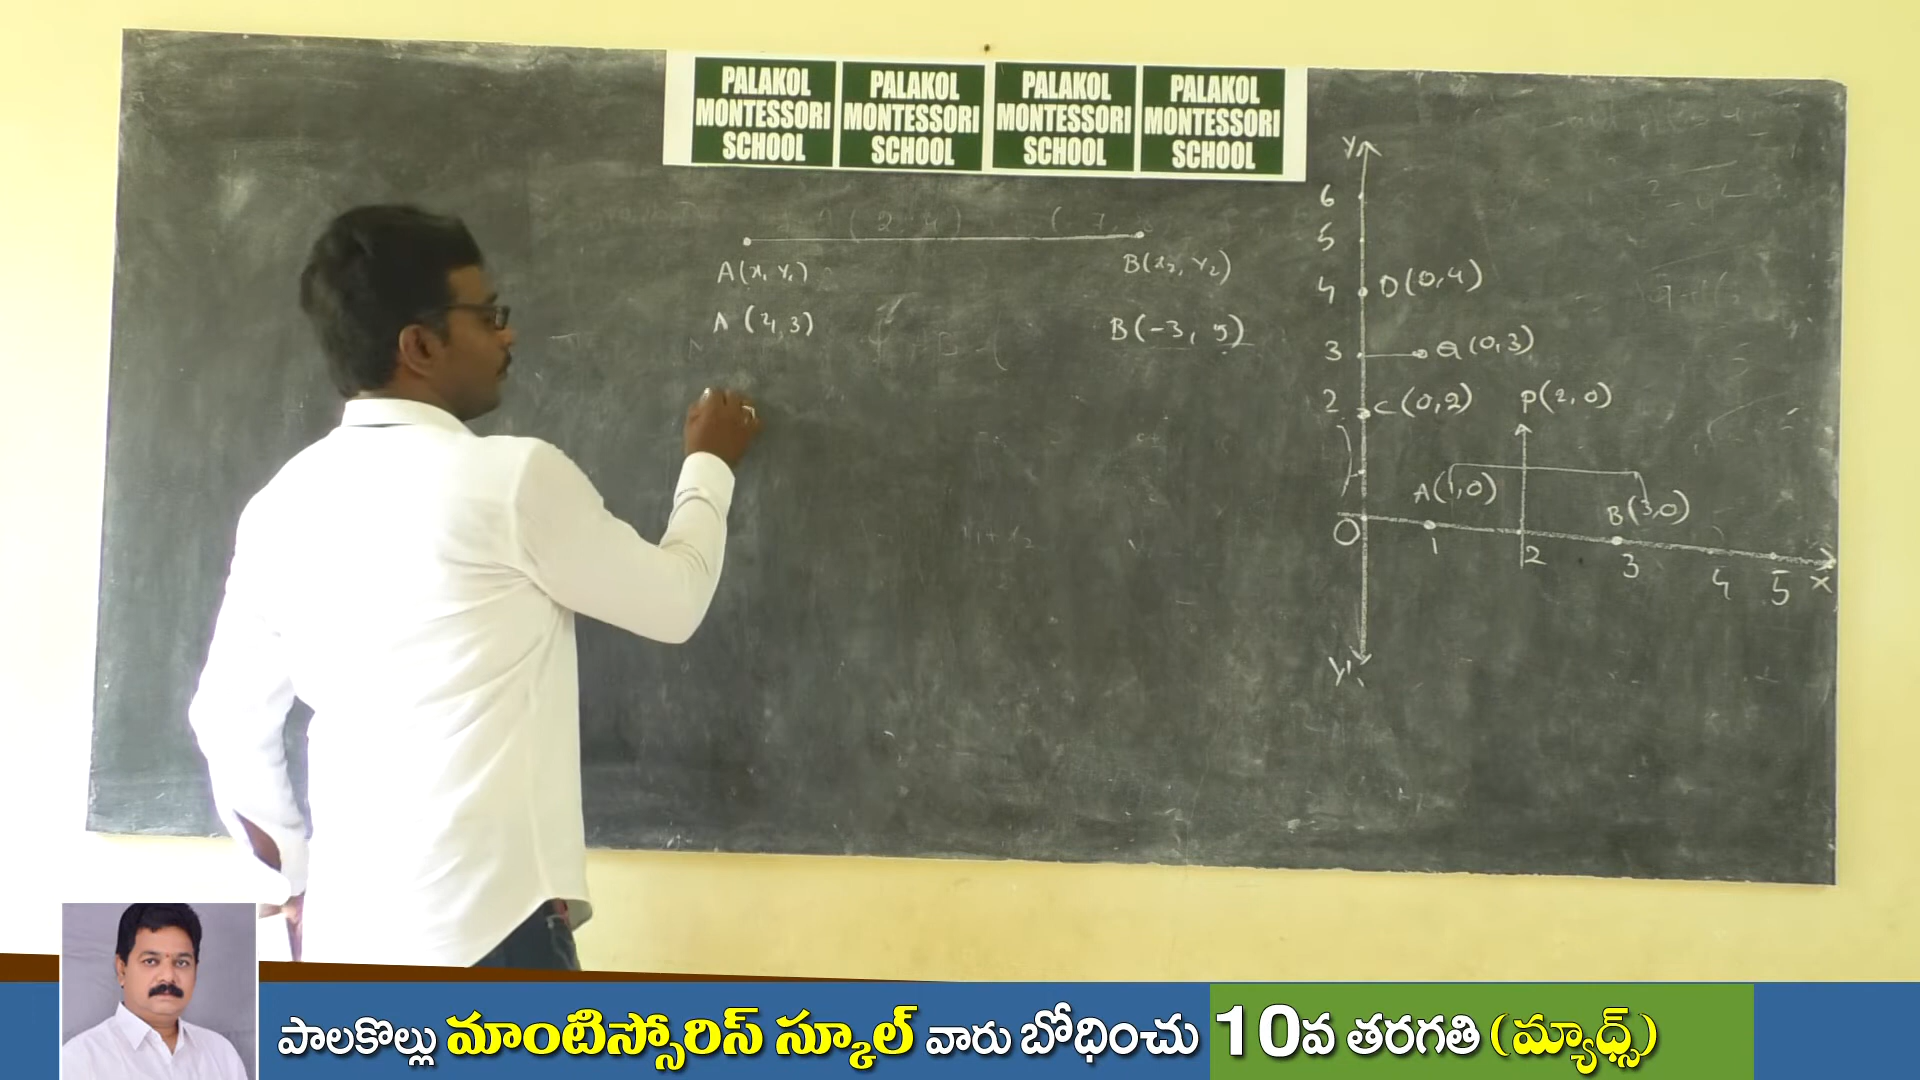 PALAKOL MONTESSORI SCHOOL
PALAKOL MONTESSORI SCHOOL
PALAKOL MONTESSORI SCHOOL
PALAKOL MONTESSORI SCHOOL
A(x₁ y₁)
B(x₂, y₂)
A (4,3)
B(-3, 5)
Y
6
5
4 D(0,4)
3 Q(0,3)
2 C(0,2)
P(2,0)
A(1,0)
B(3,0)
O 1 2 3 4 5 X
Y'
పాలకొల్లు మాంటిస్సోరిస్ స్కూల్ వారు బోధించు 10వ తరగతి (మ్యాధ్స్)